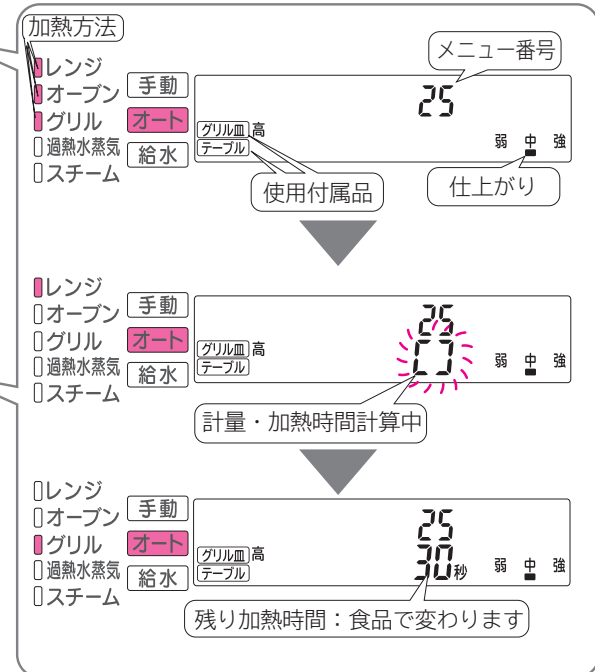 加熱方法
メニュー番号
レンジ
オーブン
グリル
過熱水蒸気
スチーム
手動
オート
給水
25
グリル皿 高
テーブル
弱 中 強
使用付属品
仕上がり
レンジ
オーブン
グリル
過熱水蒸気
スチーム
手動
オート
給水
25
グリル皿 高
テーブル
弱 中 強
計量・加熱時間計算中
レンジ
オーブン
グリル
過熱水蒸気
スチーム
手動
オート
給水
25
グリル皿 高
テーブル
30秒
弱 中 強
残り加熱時間：食品で変わります